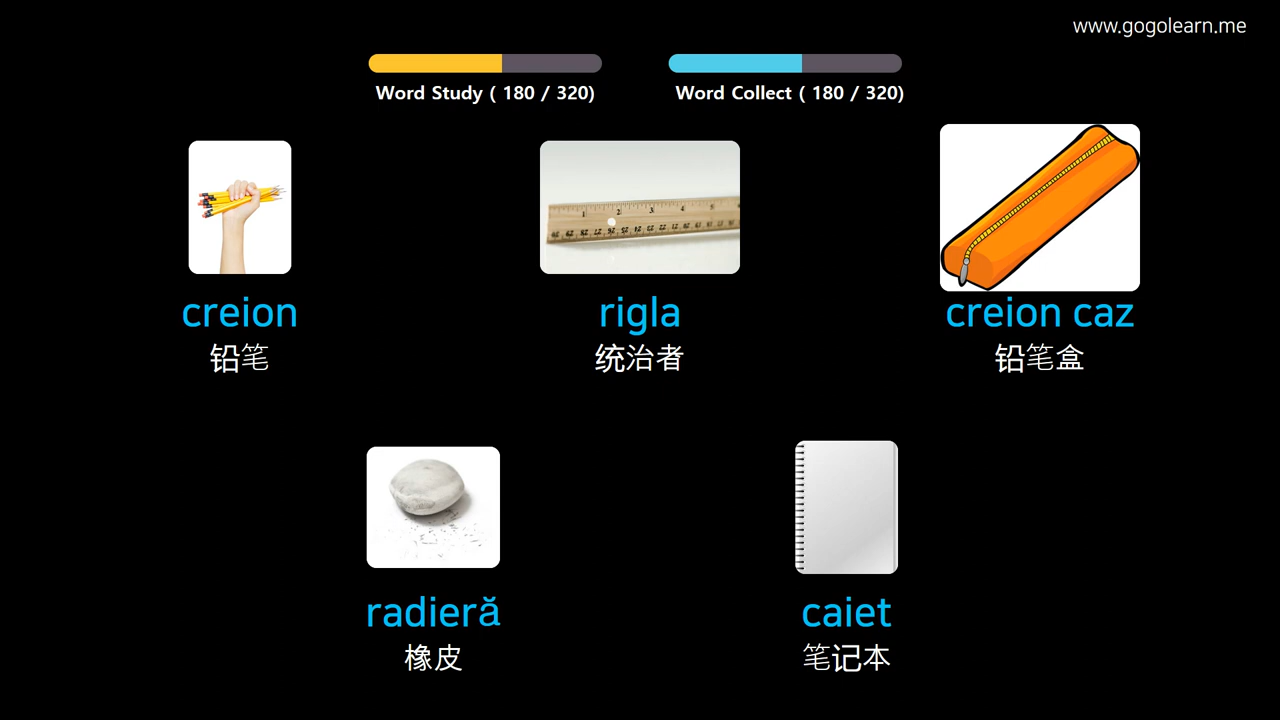 www.gogolearn.me
Word Study ( 180 / 320)
Word Collect ( 180 / 320)
creion
铅笔
rigla
统治者
creion caz
铅笔盒
radieră
橡皮
caiet
笔记本